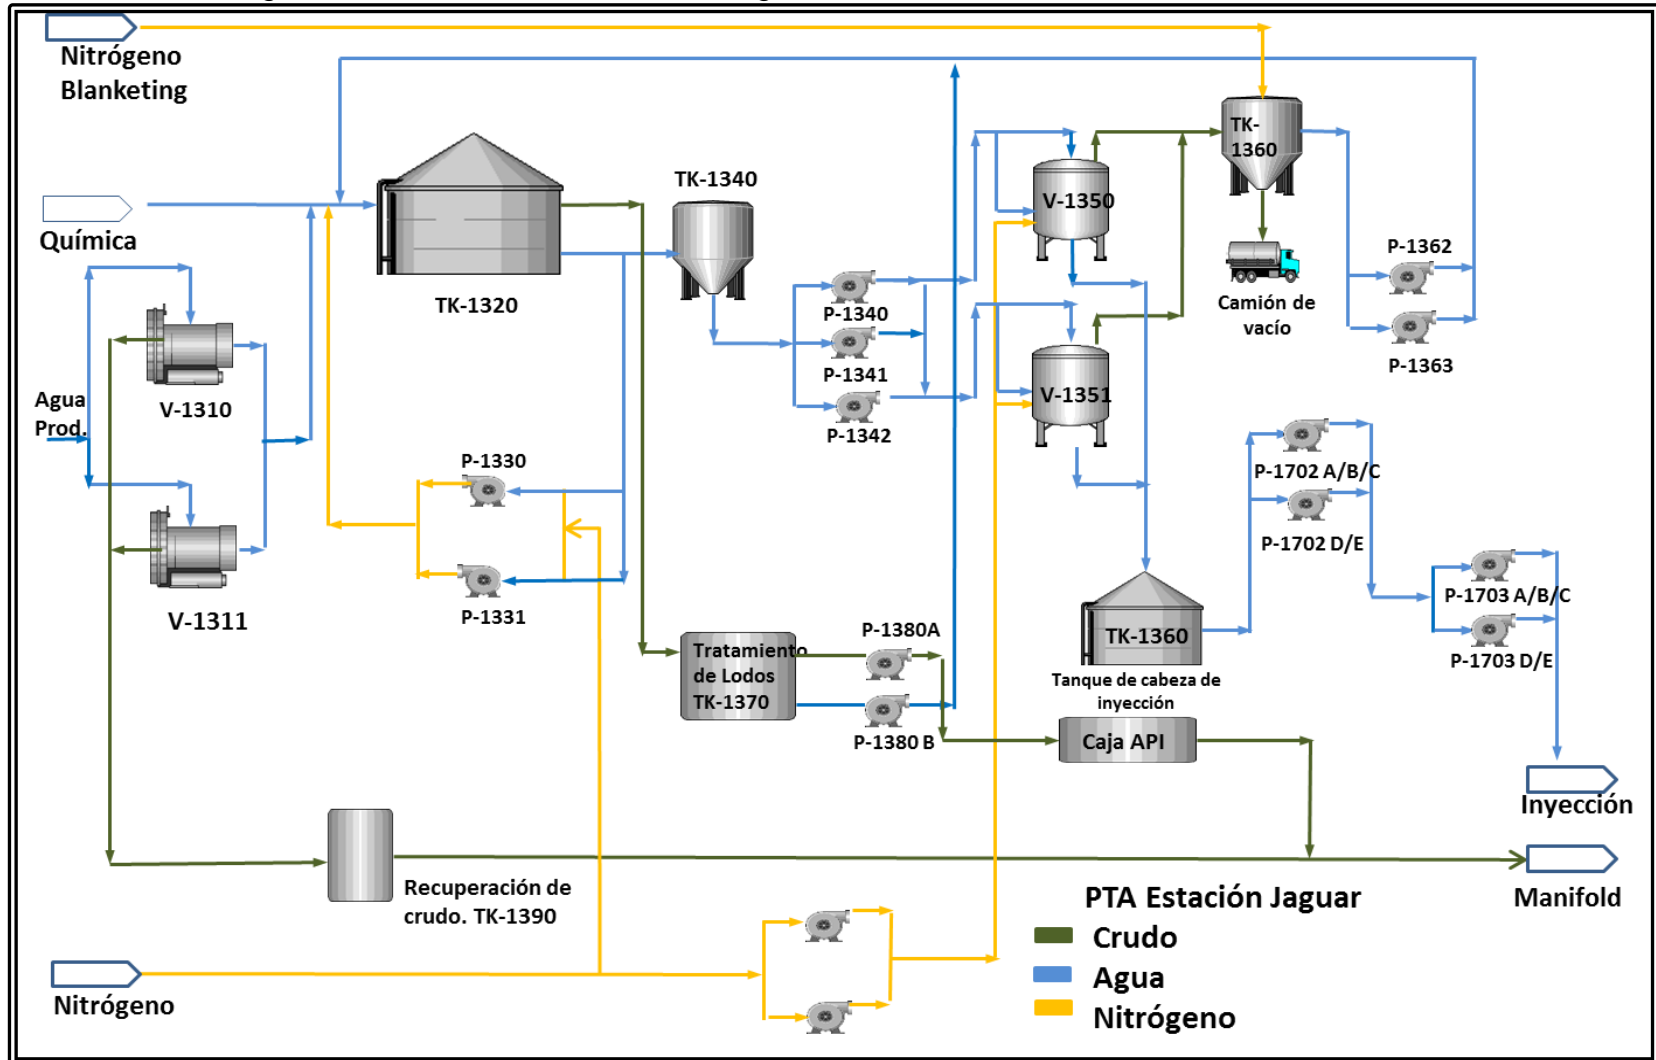 Nitrógeno
Blanketing
Química
Agua
Prod.
V-1310
V-1311
TK-1320
TK-1340
P-1340
P-1341
P-1342
P-1330
P-1331
V-1350
V-1351
TK-
1360
Camión de
vacío
P-1362
P-1363
P-1702 A/B/C
P-1702 D/E
P-1703 A/B/C
P-1703 D/E
TK-1360
Tanque de cabeza de
inyección
Tratamiento
de Lodos
TK-1370
P-1380A
P-1380 B
Caja API
Inyección
Manifold
Recuperación de
crudo. TK-1390
Nitrógeno
PTA Estación Jaguar
Crudo
Agua
Nitrógeno